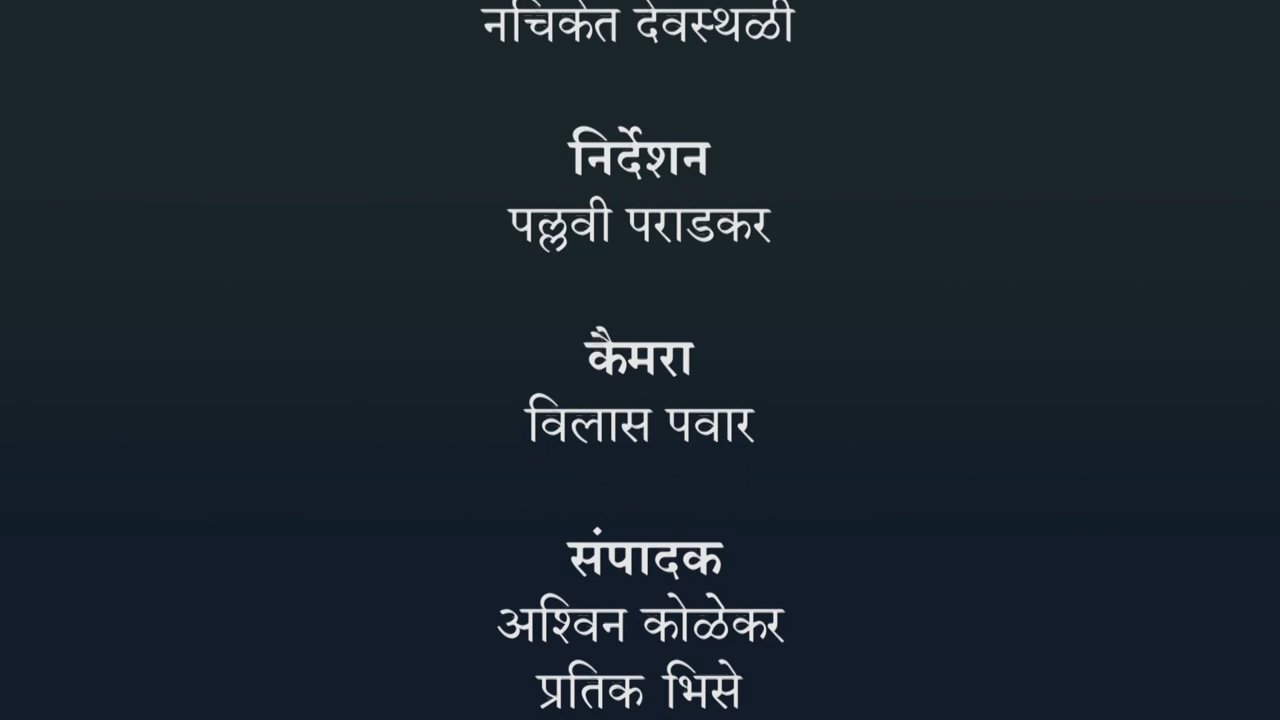 नचिकेत देवस्थळी
निर्देशन
पल्लवी पराडकर
कैमरा
विलास पवार
संपादक
अश्विन कोळेकर
प्रतिक भिसे